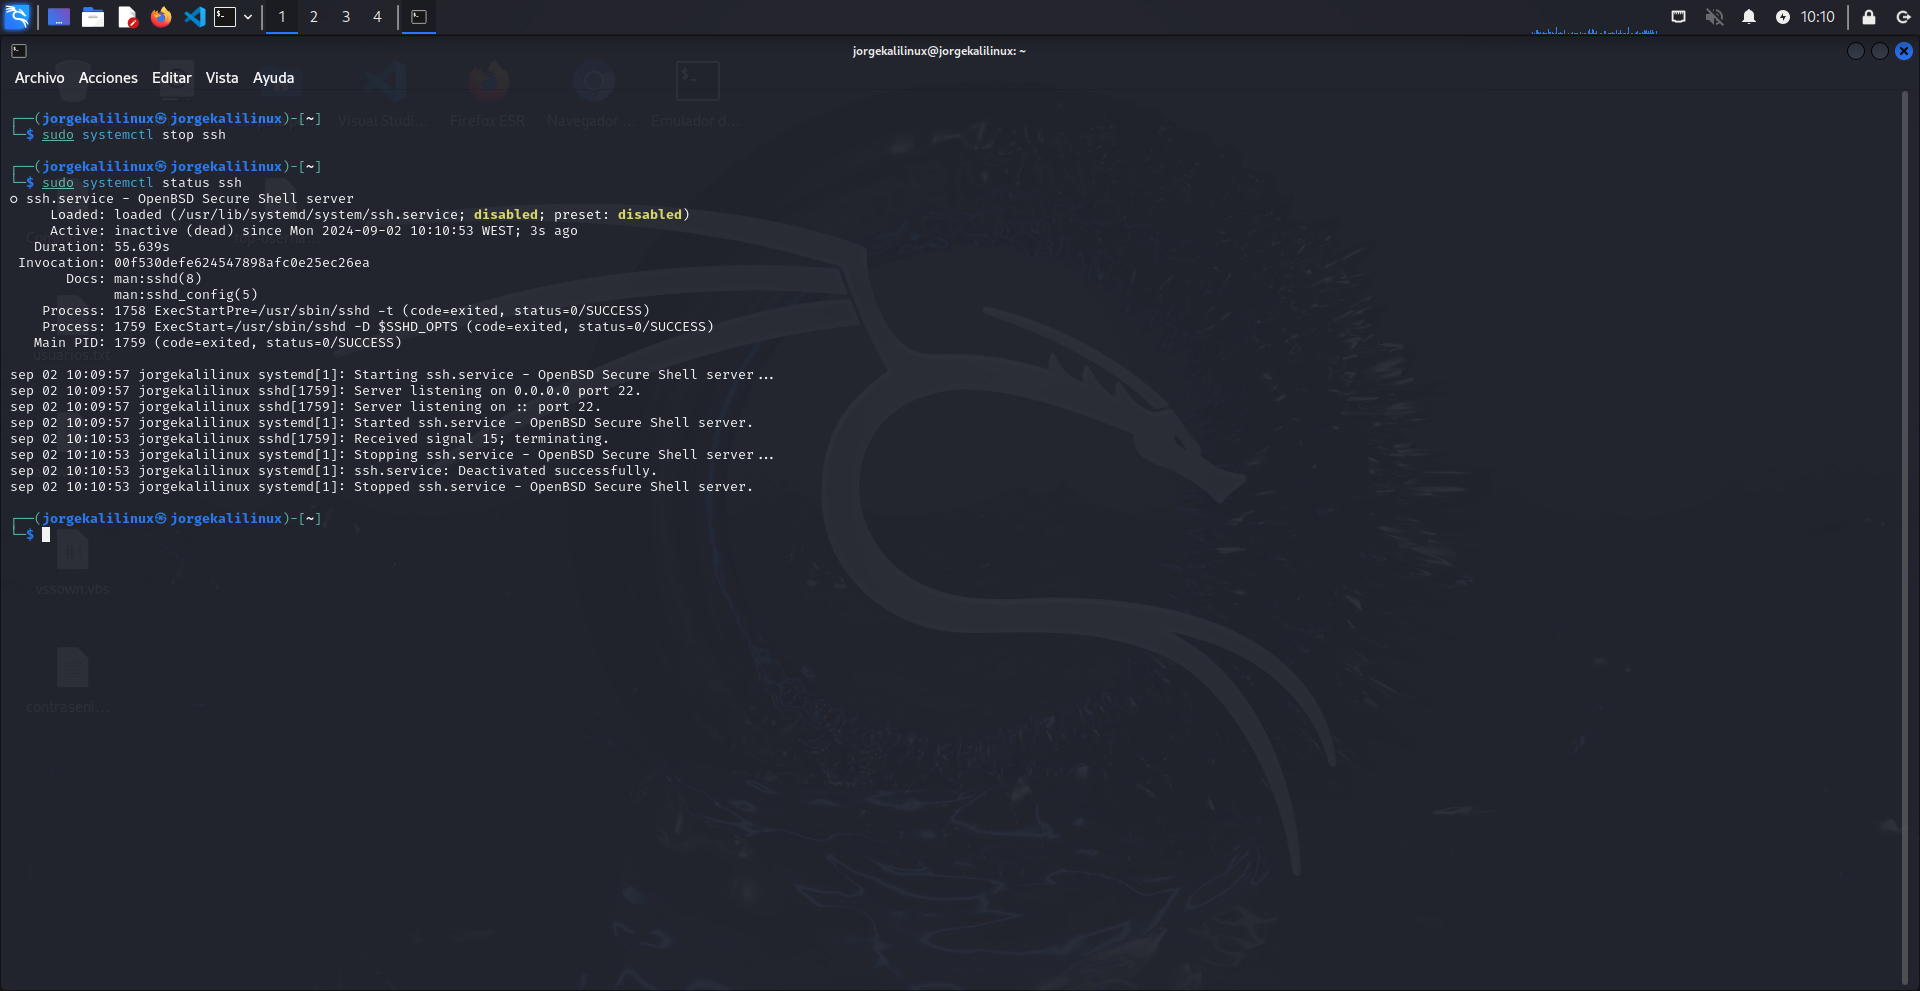 1 2 3 4 10:10
jorgekalilinux@jorgekalilinux: ~
Archivo Acciones Editar Vista Ayuda
Visual Studi... Firefox ESR Navegador ... Emulador d...
┌──(jorgekalilinux㉿jorgekalilinux)-[~]
└─$ sudo systemctl stop ssh
┌──(jorgekalilinux㉿jorgekalilinux)-[~]
└─$ sudo systemctl status ssh
○ ssh.service - OpenBSD Secure Shell server
Loaded: loaded (/usr/lib/systemd/system/ssh.service; disabled; preset: disabled)
Active: inactive (dead) since Mon 2024-09-02 10:10:53 WEST; 3s ago
Duration: 55.639s
Invocation: 00f530defe624547898afc0e25ec26ea
Docs: man:sshd(8)
man:sshd_config(5)
Process: 1758 ExecStartPre=/usr/sbin/sshd -t (code=exited, status=0/SUCCESS)
Process: 1759 ExecStart=/usr/sbin/sshd -D $SSHD_OPTS (code=exited, status=0/SUCCESS)
Main PID: 1759 (code=exited, status=0/SUCCESS)
usuarios.txt
sep 02 10:09:57 jorgekalilinux systemd[1]: Starting ssh.service - OpenBSD Secure Shell server...
sep 02 10:09:57 jorgekalilinux sshd[1759]: Server listening on 0.0.0.0 port 22.
sep 02 10:09:57 jorgekalilinux sshd[1759]: Server listening on :: port 22.
sep 02 10:09:57 jorgekalilinux systemd[1]: Started ssh.service - OpenBSD Secure Shell server.
sep 02 10:10:53 jorgekalilinux sshd[1759]: Received signal 15; terminating.
sep 02 10:10:53 jorgekalilinux systemd[1]: Stopping ssh.service - OpenBSD Secure Shell server...
sep 02 10:10:53 jorgekalilinux systemd[1]: ssh.service: Deactivated successfully.
sep 02 10:10:53 jorgekalilinux systemd[1]: Stopped ssh.service - OpenBSD Secure Shell server.
┌──(jorgekalilinux㉿jorgekalilinux)-[~]
└─$
vssown.vbs
contraseni...